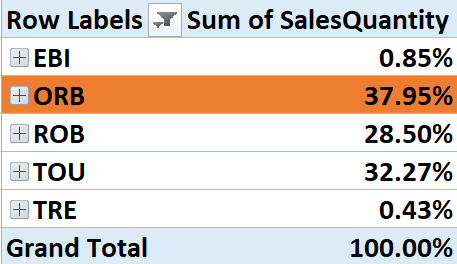 Row Labels Sum of SalesQuantity
EBI 0.85%
ORB 37.95%
ROB 28.50%
TOU 32.27%
TRE 0.43%
Grand Total 100.00%